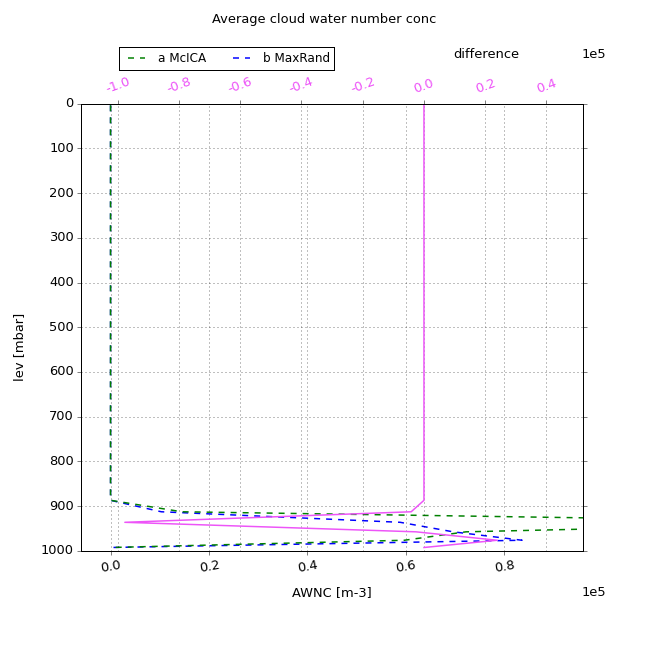 Average cloud water number conc
a McICA b MaxRand
difference 1e5
-1.0 -0.8 -0.6 -0.4 -0.2 0.0 0.2 0.4
0
100
200
300
400
500
600
700
800
900
1000
lev [mbar]
0.0 0.2 0.4 0.6 0.8
AWNC [m-3] 1e5